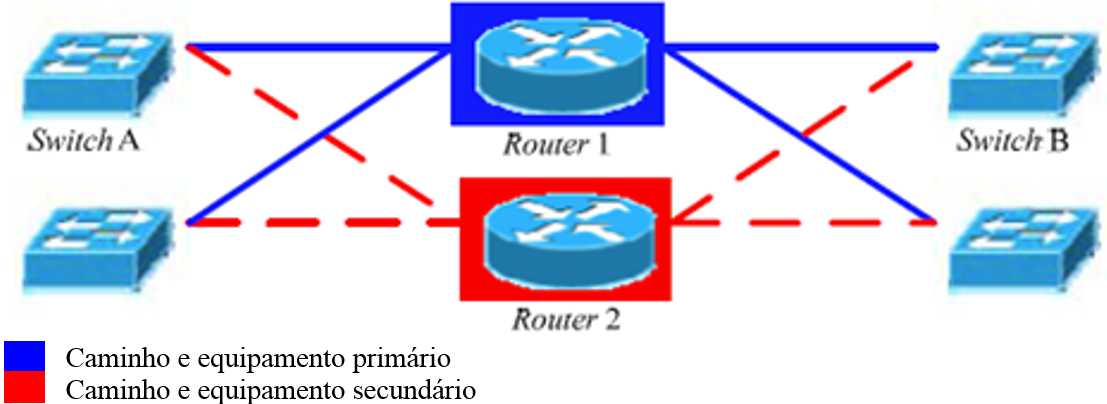 Router 1
Switch A
Switch B
Router 2
Caminho e equipamento primário
Caminho e equipamento secundário